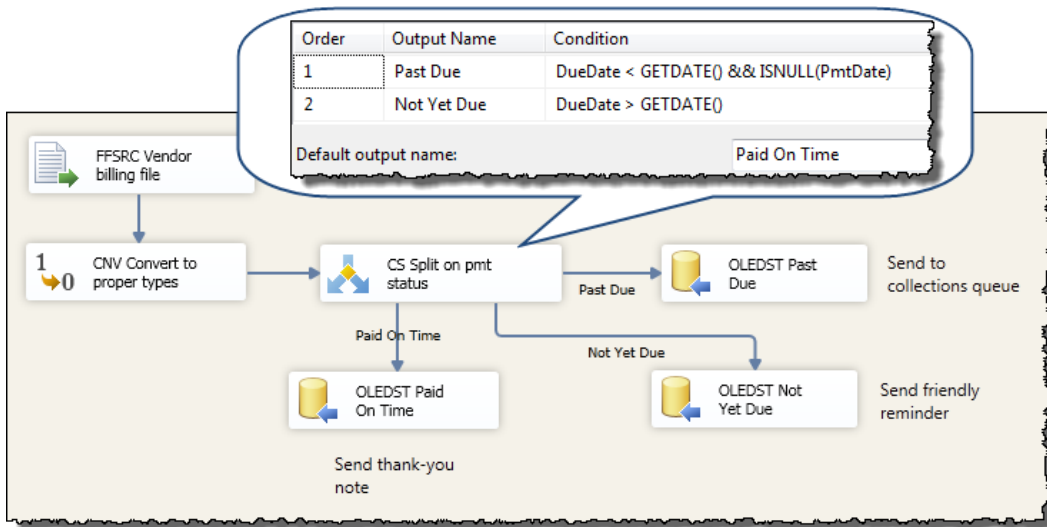 Order Output Name Condition
1 Past Due DueDate < GETDATE() && ISNULL(PmtDate)
2 Not Yet Due DueDate > GETDATE()
Default output name: Paid On Time
FFSRC Vendor
billing file
1
0
CNV Convert to
proper types
CS Split on pmt
status
Past Due
OLEDST Past
Due
Send to
collections queue
Paid On Time
Not Yet Due
OLEDST Paid
On Time
OLEDST Not
Yet Due
Send friendly
reminder
Send thank-you
note